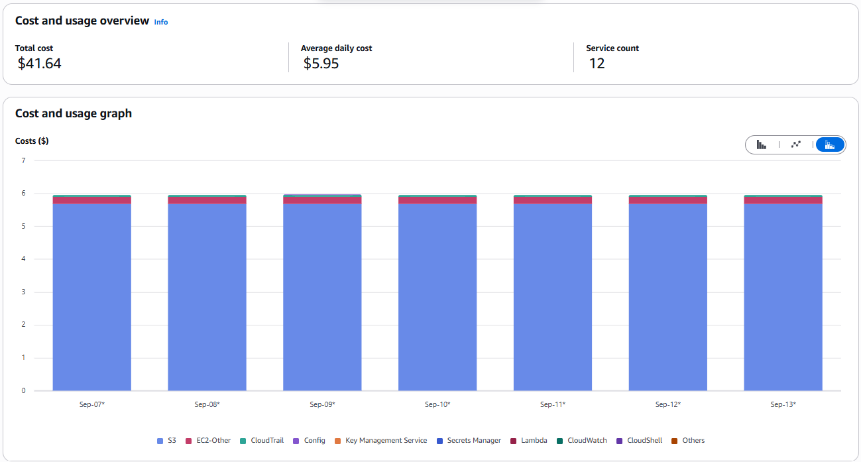 Cost and usage overview Info
Total cost
$41.64
Average daily cost
$5.95
Service count
12
Cost and usage graph
Costs ($)
7
6
5
4
3
2
1
0
Sep-07* Sep-08* Sep-09* Sep-10* Sep-11* Sep-12* Sep-13*
S3 EC2-Other CloudTrail Config Key Management Service Secrets Manager Lambda CloudWatch CloudShell Others